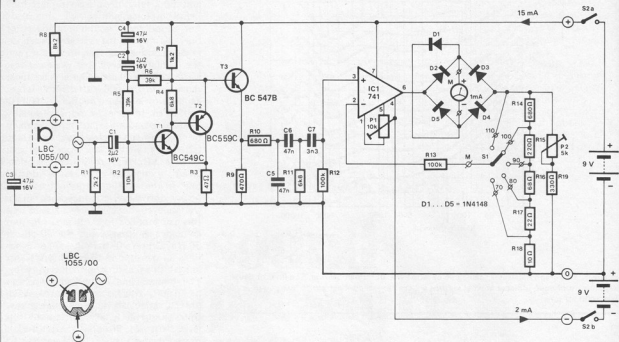 15 mA
S2a
R8
8k2
C4
47µ
16V
C2
2µ2
16V
R7
1k2
R6
39k
R5
39k
R4
6k8
T3
BC 547B
T2
BC559C
T1
BC549C
LBC
1055/00
C1
2µ2
16V
C3
47µ
16V
R1
2k2
R2
10k
R3
47Ω
R10
680 Ω
C6
47n
C7
3n3
R9
470Ω
C5
47n
R11
6k8
R12
100k
IC1
741
3
2
7
6
1
5
4
P1
10k
D1
D2
D3
D4
D5
M
1mA
R13
100k
M
S1
110
100
90
80
70
R14
680Ω
R15
220Ω
R16
68Ω
R17
22Ω
R18
10Ω
P2
5k
R19
330Ω
D1 . . . D5 = 1N4148
9 V
0
9 V
2 mA
S2b
LBC
1055/00